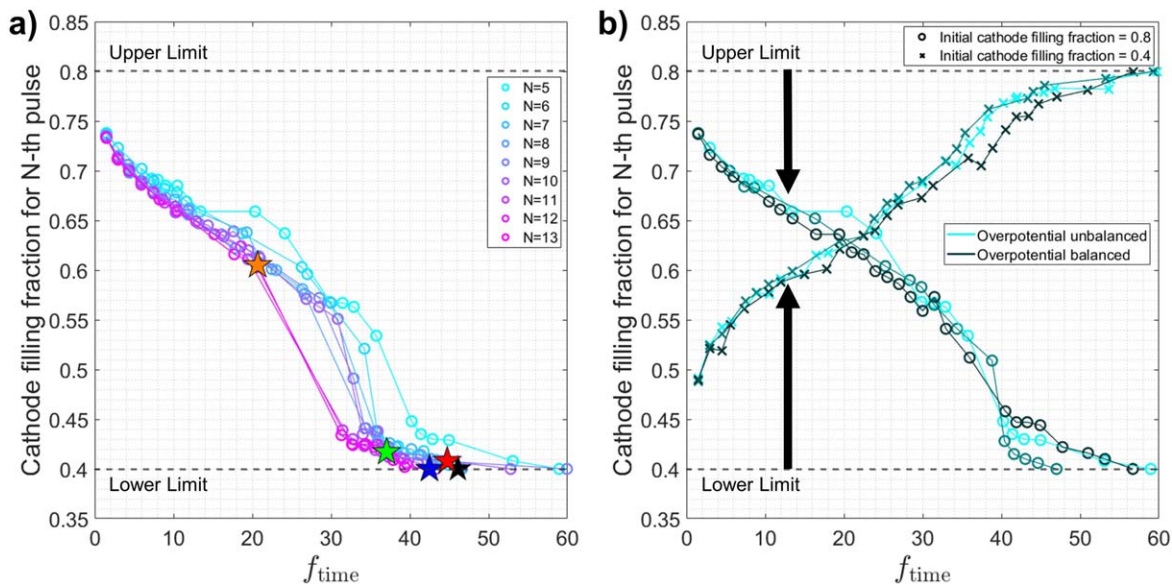 a)
Cathode filling fraction for N-th pulse
0.85
0.8
0.75
0.7
0.65
0.6
0.55
0.5
0.45
0.4
0.35
Upper Limit
N=5
N=6
N=7
N=8
N=9
N=10
N=11
N=12
N=13
Lower Limit
0 10 20 30 40 50 60
f_time
b)
Cathode filling fraction for N-th pulse
0.85
0.8
0.75
0.7
0.65
0.6
0.55
0.5
0.45
0.4
0.35
Upper Limit
Initial cathode filling fraction = 0.8
Initial cathode filling fraction = 0.4
Overpotential unbalanced
Overpotential balanced
Lower Limit
0 10 20 30 40 50 60
f_time